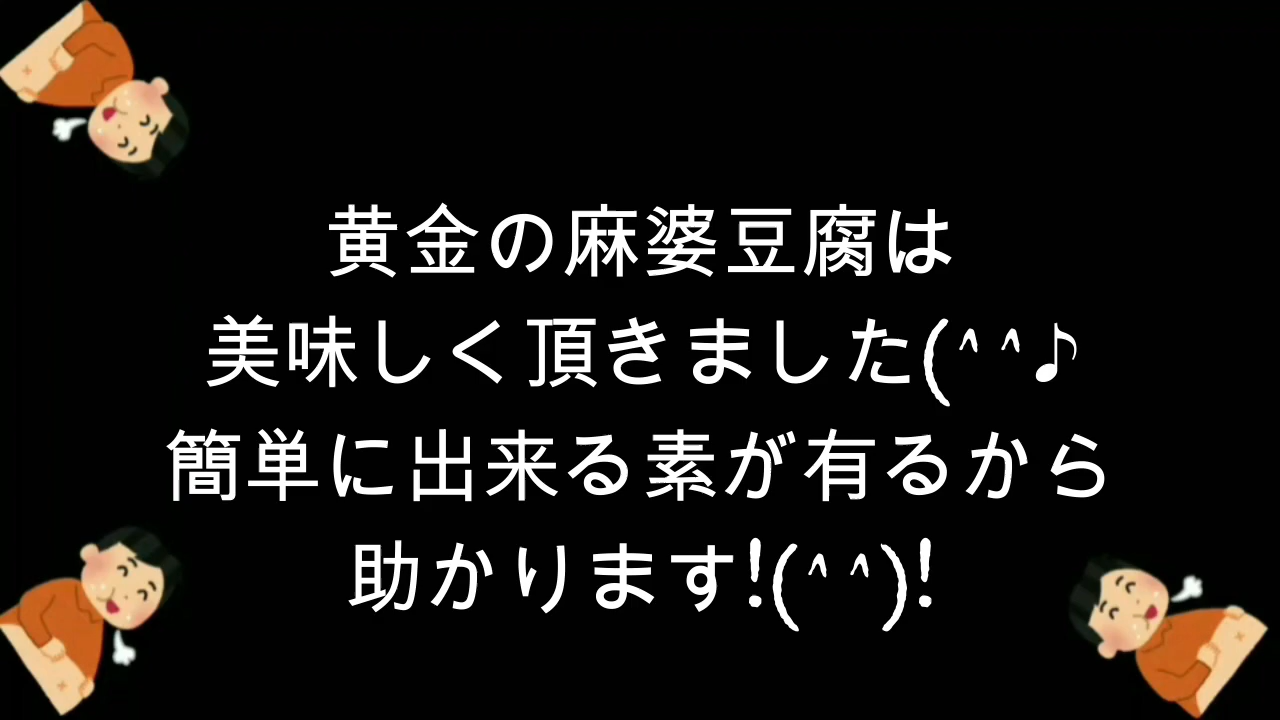 黄金の麻婆豆腐は
美味しく頂きました(^ ^♪
簡単に出来る素が有るから
助かります!(^ ^)!